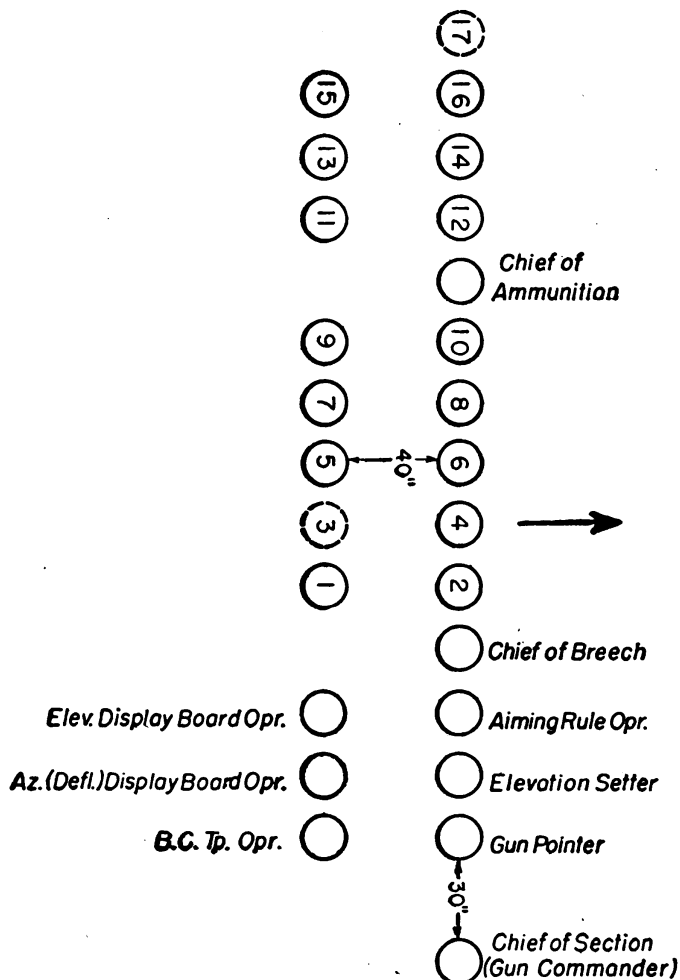 17
15 16
13 14
11 12
Chief of
Ammunition
9 10
7 8
5 40" 6
3 4
1 2
Chief of Breech
Elev. Display Board Opr. Aiming Rule Opr.
Az. (Defl.) Display Board Opr. Elevation Setter
B.C. Tp. Opr. Gun Pointer
30"
Chief of Section
(Gun Commander)